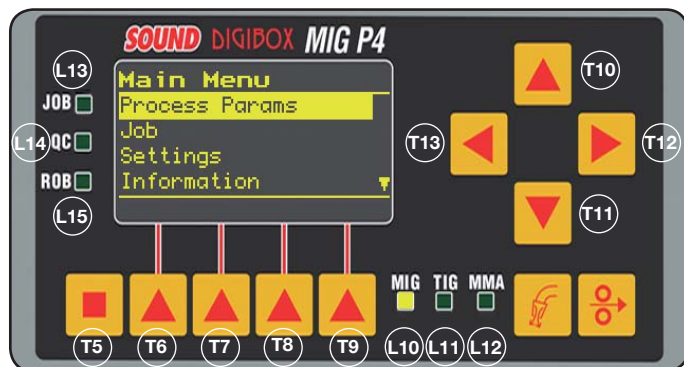 SOUND DIGIBOX MIG P4
L13
JOB
L14 QC
ROB
L15
Main Menu
Process Params
Job
Settings
Information
T10
T13
T12
T11
MIG TIG MMA
T5 T6 T7 T8 T9 L10 L11 L12